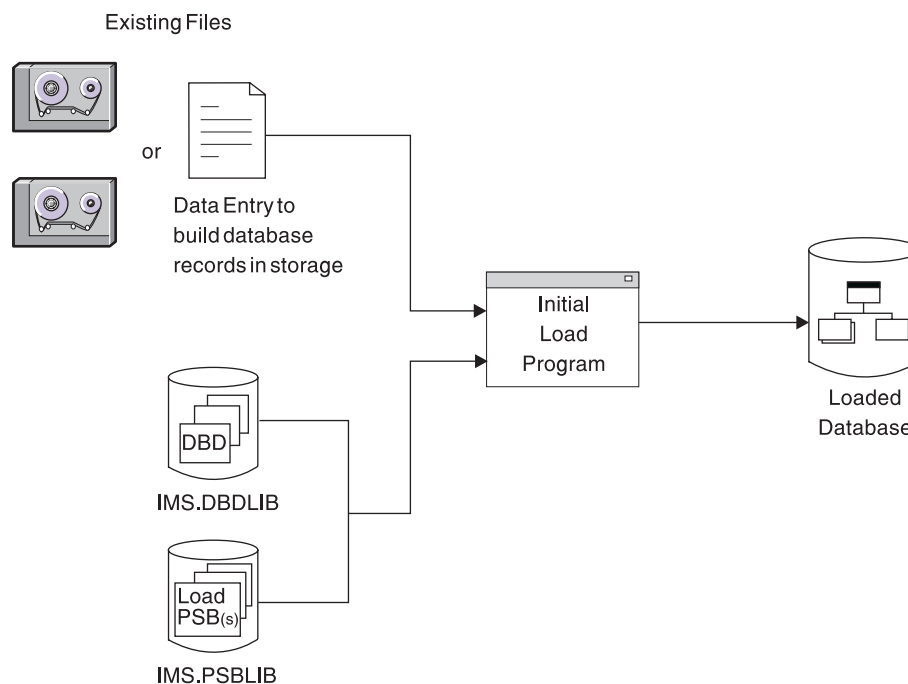 Existing Files
or
Data Entry to
build database
records in storage
Initial
Load
Program
Loaded
Database
DBD
IMS.DBDLIB
Load
PSB(s)
IMS.PSBLIB